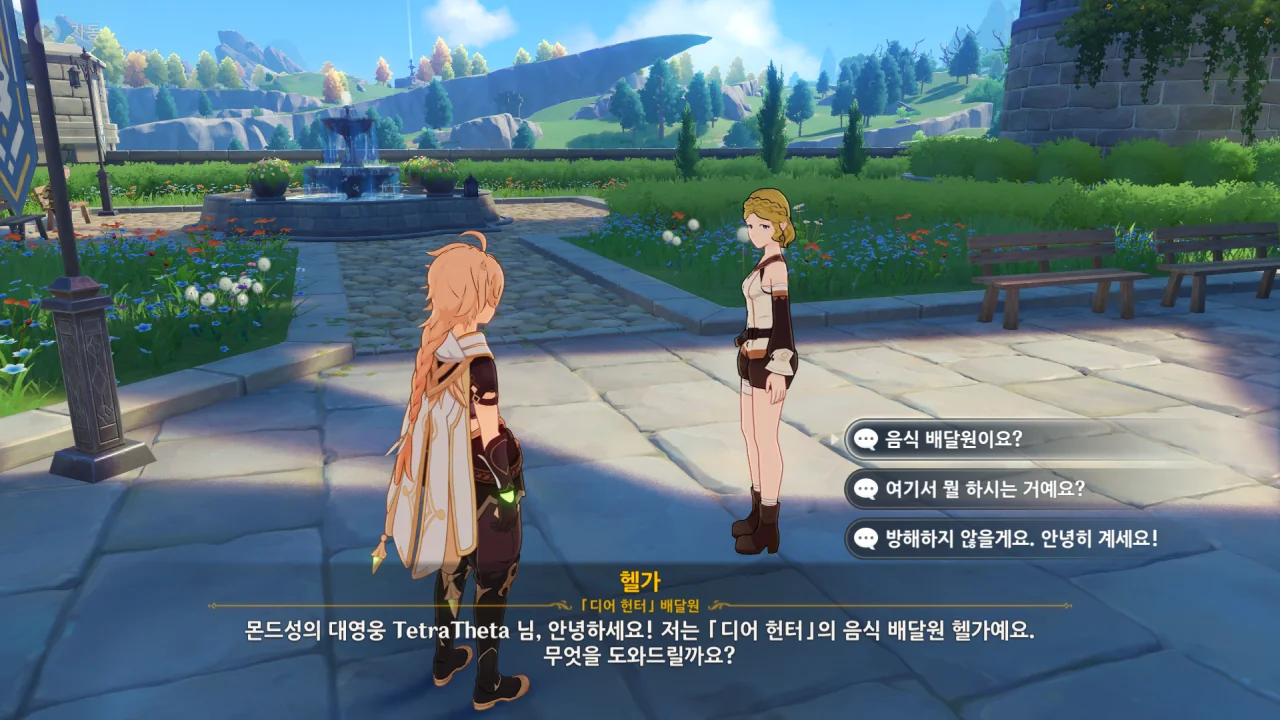 자동
음식 배달원이요?
여기서 뭘 하시는 거예요?
방해하지 않을게요. 안녕히 계세요!
헬가
「디어 헌터」 배달원
몬드성의 대영웅 TetraTheta 님, 안녕하세요! 저는 「디어 헌터」의 음식 배달원 헬가예요.
무엇을 도와드릴까요?